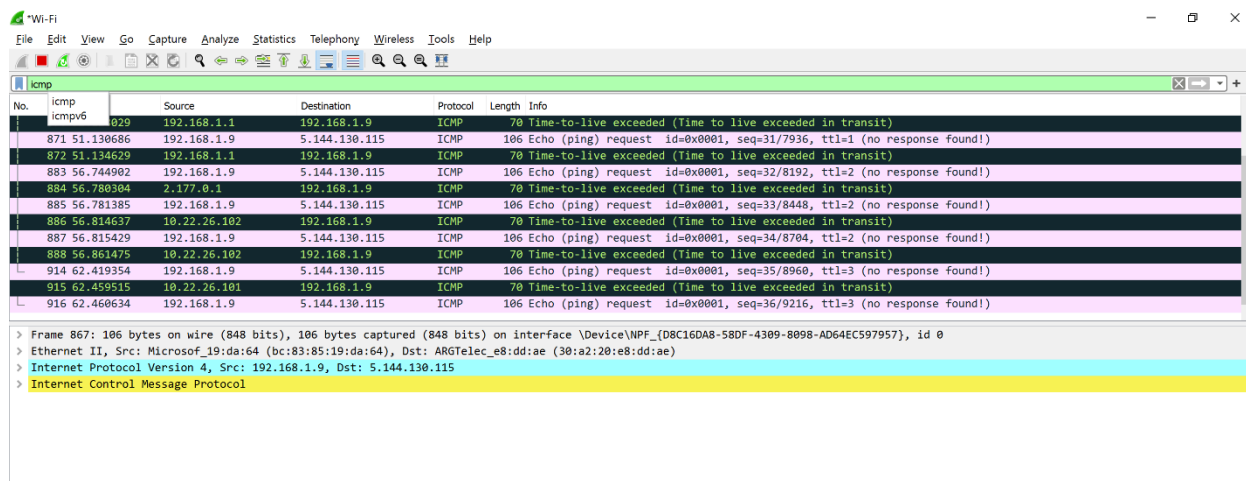 *Wi-Fi
File Edit View Go Capture Analyze Statistics Telephony Wireless Tools Help
icmp
icmp
icmpv6
No. Source Destination Protocol Length Info
029 192.168.1.1 192.168.1.9 ICMP 70 Time-to-live exceeded (Time to live exceeded in transit)
871 51.130686 192.168.1.9 5.144.130.115 ICMP 106 Echo (ping) request id=0x0001, seq=31/7936, ttl=1 (no response found!)
872 51.134629 192.168.1.1 192.168.1.9 ICMP 70 Time-to-live exceeded (Time to live exceeded in transit)
883 56.744902 192.168.1.9 5.144.130.115 ICMP 106 Echo (ping) request id=0x0001, seq=32/8192, ttl=2 (no response found!)
884 56.780304 2.177.0.1 192.168.1.9 ICMP 70 Time-to-live exceeded (Time to live exceeded in transit)
885 56.781385 192.168.1.9 5.144.130.115 ICMP 106 Echo (ping) request id=0x0001, seq=33/8448, ttl=2 (no response found!)
886 56.814637 10.22.26.102 192.168.1.9 ICMP 70 Time-to-live exceeded (Time to live exceeded in transit)
887 56.815429 192.168.1.9 5.144.130.115 ICMP 106 Echo (ping) request id=0x0001, seq=34/8704, ttl=2 (no response found!)
888 56.861475 10.22.26.102 192.168.1.9 ICMP 70 Time-to-live exceeded (Time to live exceeded in transit)
914 62.419354 192.168.1.9 5.144.130.115 ICMP 106 Echo (ping) request id=0x0001, seq=35/8960, ttl=3 (no response found!)
915 62.459515 10.22.26.101 192.168.1.9 ICMP 70 Time-to-live exceeded (Time to live exceeded in transit)
916 62.460634 192.168.1.9 5.144.130.115 ICMP 106 Echo (ping) request id=0x0001, seq=36/9216, ttl=3 (no response found!)
> Frame 867: 106 bytes on wire (848 bits), 106 bytes captured (848 bits) on interface \Device\NPF_{D8C16DA8-58DF-4309-8098-AD64EC597957}, id 0
> Ethernet II, Src: Microsof_19:da:64 (bc:83:85:19:da:64), Dst: ARGTelec_e8:dd:ae (30:a2:20:e8:dd:ae)
> Internet Protocol Version 4, Src: 192.168.1.9, Dst: 5.144.130.115
> Internet Control Message Protocol